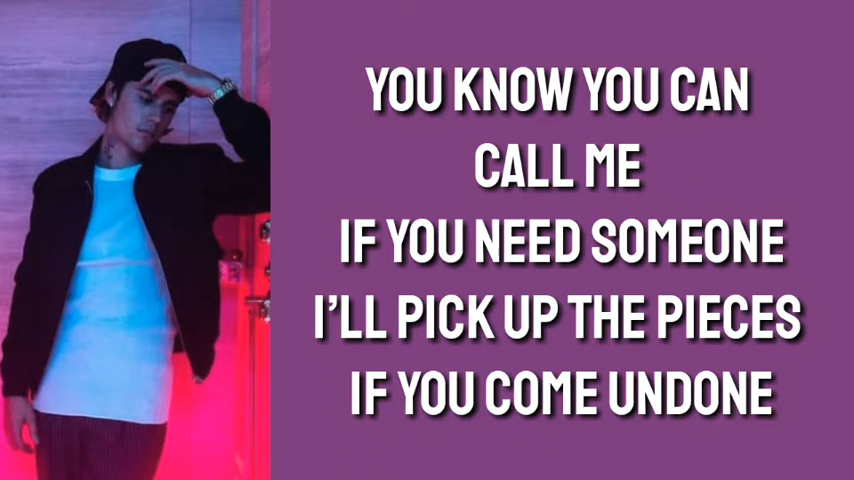 YOU KNOW YOU CAN
CALL ME
IF YOU NEED SOMEONE
I'LL PICK UP THE PIECES
IF YOU COME UNDONE